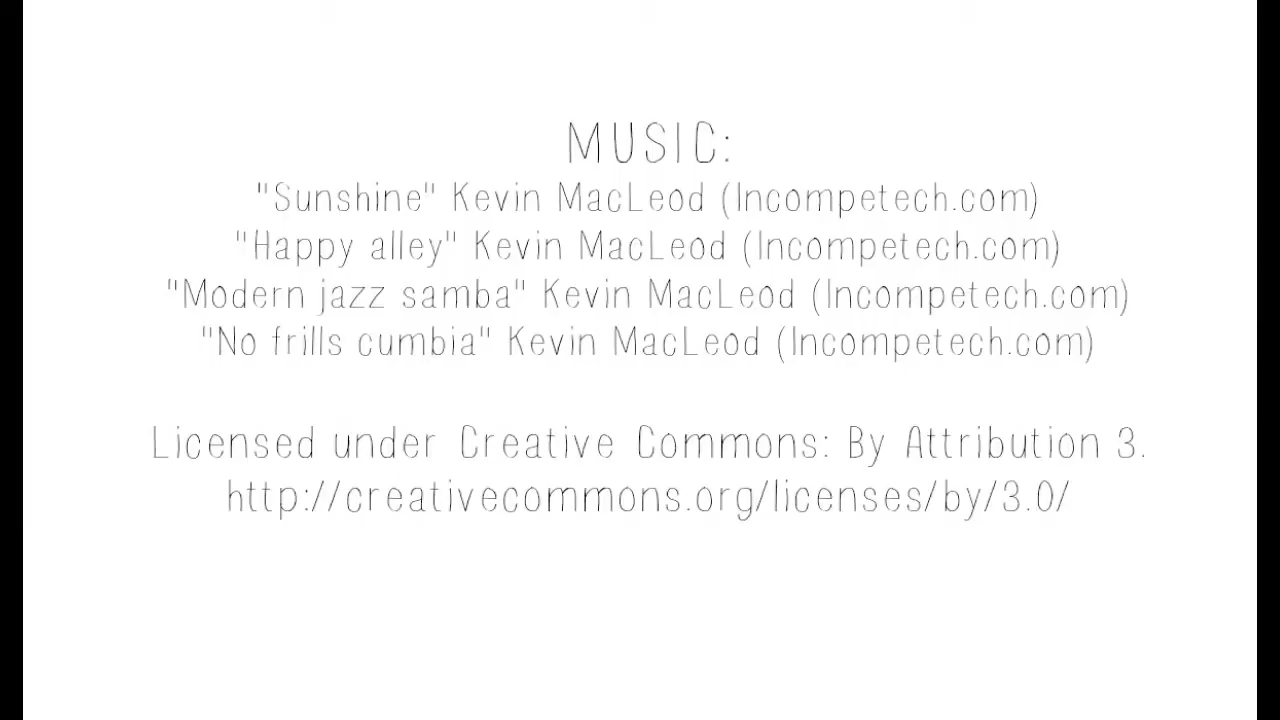 MUSIC:
"Sunshine" Kevin MacLeod (Incompetech.com)
"Happy alley" Kevin MacLeod (Incompetech.com)
"Modern jazz samba" Kevin MacLeod (Incompetech.com)
"No frills cumbia" Kevin MacLeod (Incompetech.com)
Licensed under Creative Commons: By Attribution 3.
http://creativecommons.org/licenses/by/3.0/